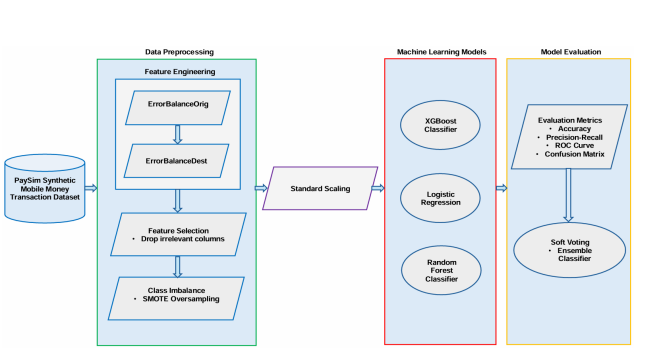 Data Preprocessing
Machine Learning Models
Model Evaluation
Feature Engineering
ErrorBalanceOrig
ErrorBalanceDest
PaySim Synthetic
Mobile Money
Transaction Dataset
Feature Selection
• Drop irrelevant columns
Class Imbalance
• SMOTE Oversampling
Standard Scaling
XGBoost
Classifier
Logistic
Regression
Random
Forest
Classifier
Evaluation Metrics
• Accuracy
• Precision-Recall
• ROC Curve
• Confusion Matrix
Soft Voting
• Ensemble
Classifier